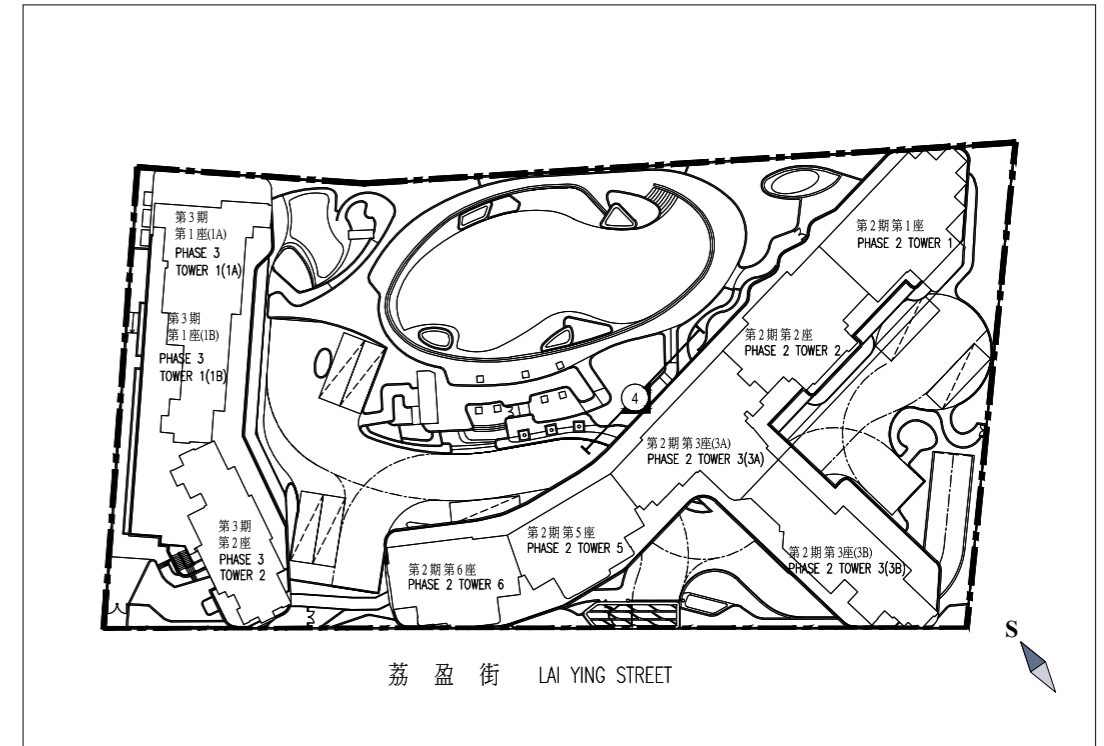 第3期
第1座(1A)
PHASE 3
TOWER 1(1A)
第3期
第1座(1B)
PHASE 3
TOWER 1(1B)
第3期
第2座
PHASE 3
TOWER 2
第2期第1座
PHASE 2 TOWER 1
第2期第2座
PHASE 2 TOWER 2
4
第2期第3座(3A)
PHASE 2 TOWER 3(3A)
第2期第5座
PHASE 2 TOWER 5
第2期第6座
PHASE 2 TOWER 6
第2期第3座(3B)
PHASE 2 TOWER 3(3B)
S
荔盈街 LAI YING STREET